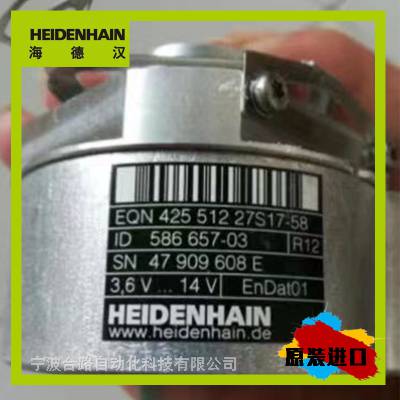 HEIDENHAIN
海德汉
EQN 425 512 27S17-58
ID 586 657-03 R12
SN 47 909 608 E
3,6 V ... 14 V EnDat01
HEIDENHAIN
www.heidenhain.de
宁波台路自动化科技有限公司
原装进口